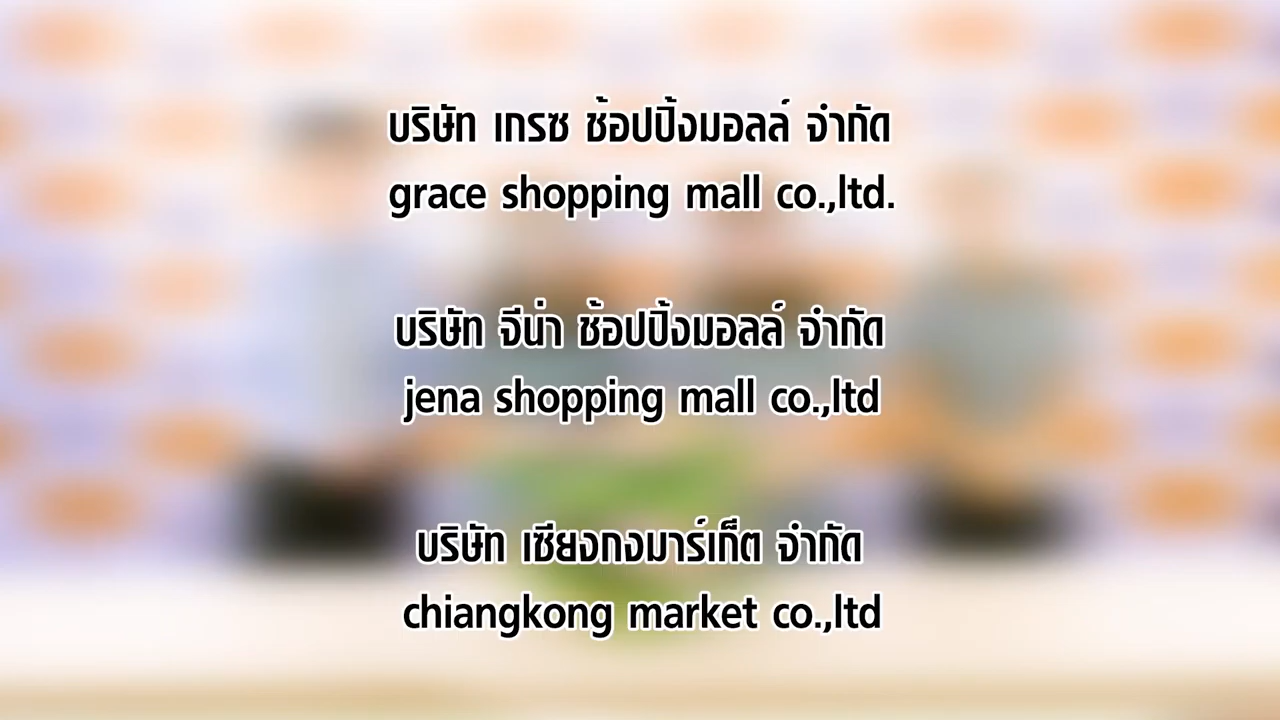 บริษัท เกรซ ช้อปปิ้งมอลล์ จำกัด
grace shopping mall co.,ltd.
บริษัท จีน่า ช้อปปิ้งมอลล์ จำกัด
jena shopping mall co.,ltd
บริษัท เซียงกงมาร์เก็ต จำกัด
chiangkong market co.,ltd